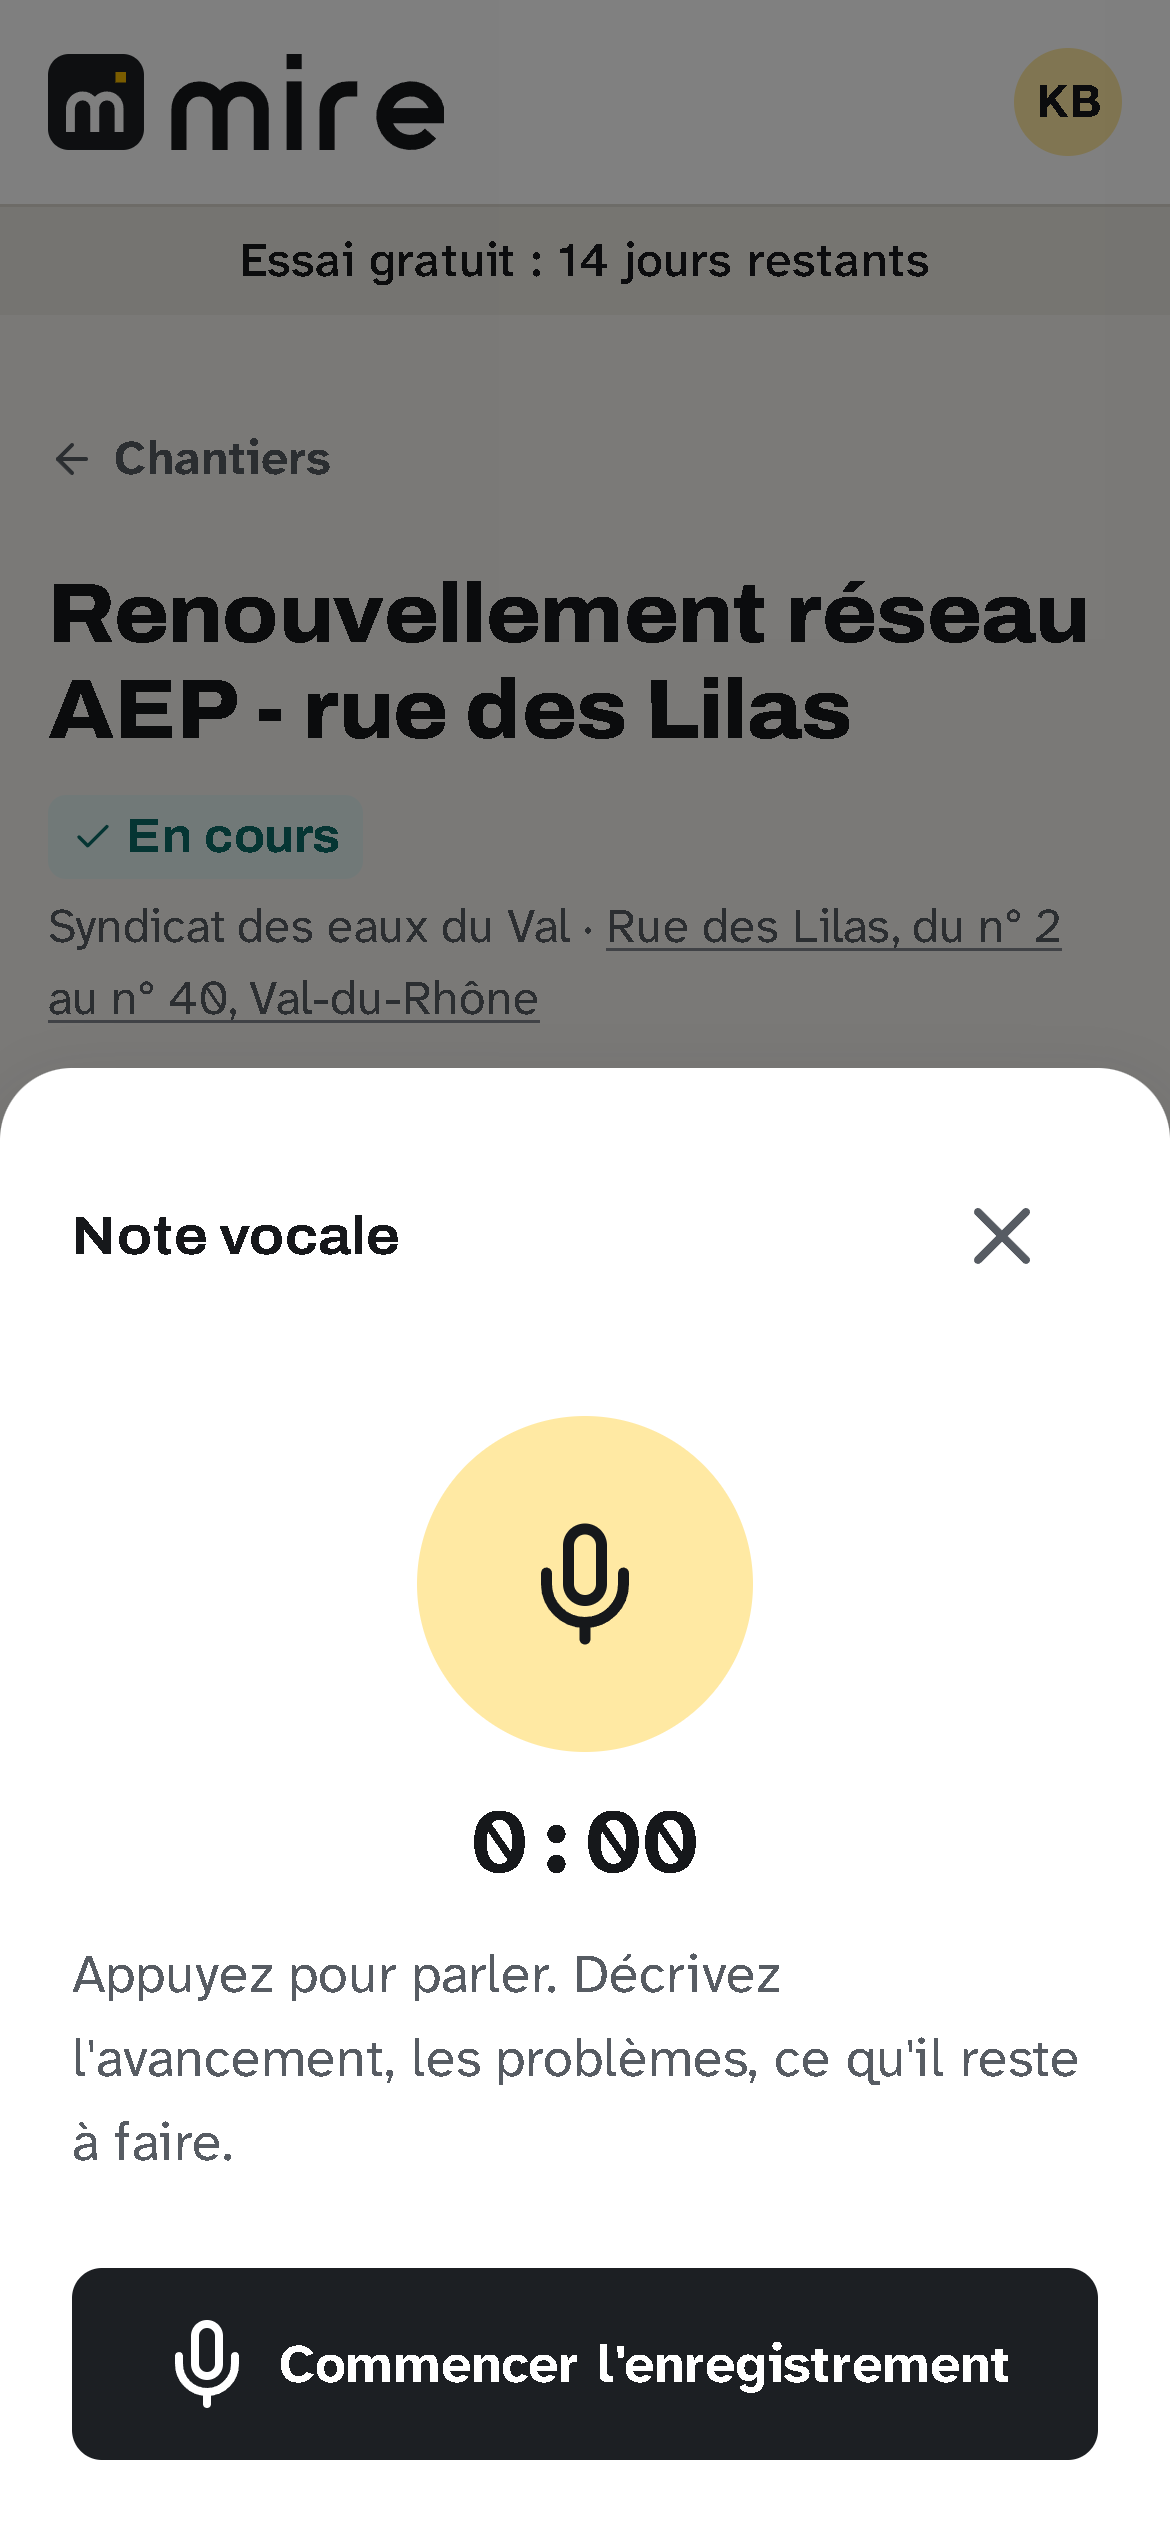 m mire
KB
Essai gratuit : 14 jours restants
← Chantiers
Renouvellement réseau
AEP - rue des Lilas
✓ En cours
Syndicat des eaux du Val · Rue des Lilas, du n° 2
au n° 40, Val-du-Rhône
Note vocale
0:00
Appuyez pour parler. Décrivez
l'avancement, les problèmes, ce qu'il reste
à faire.
Commencer l'enregistrement